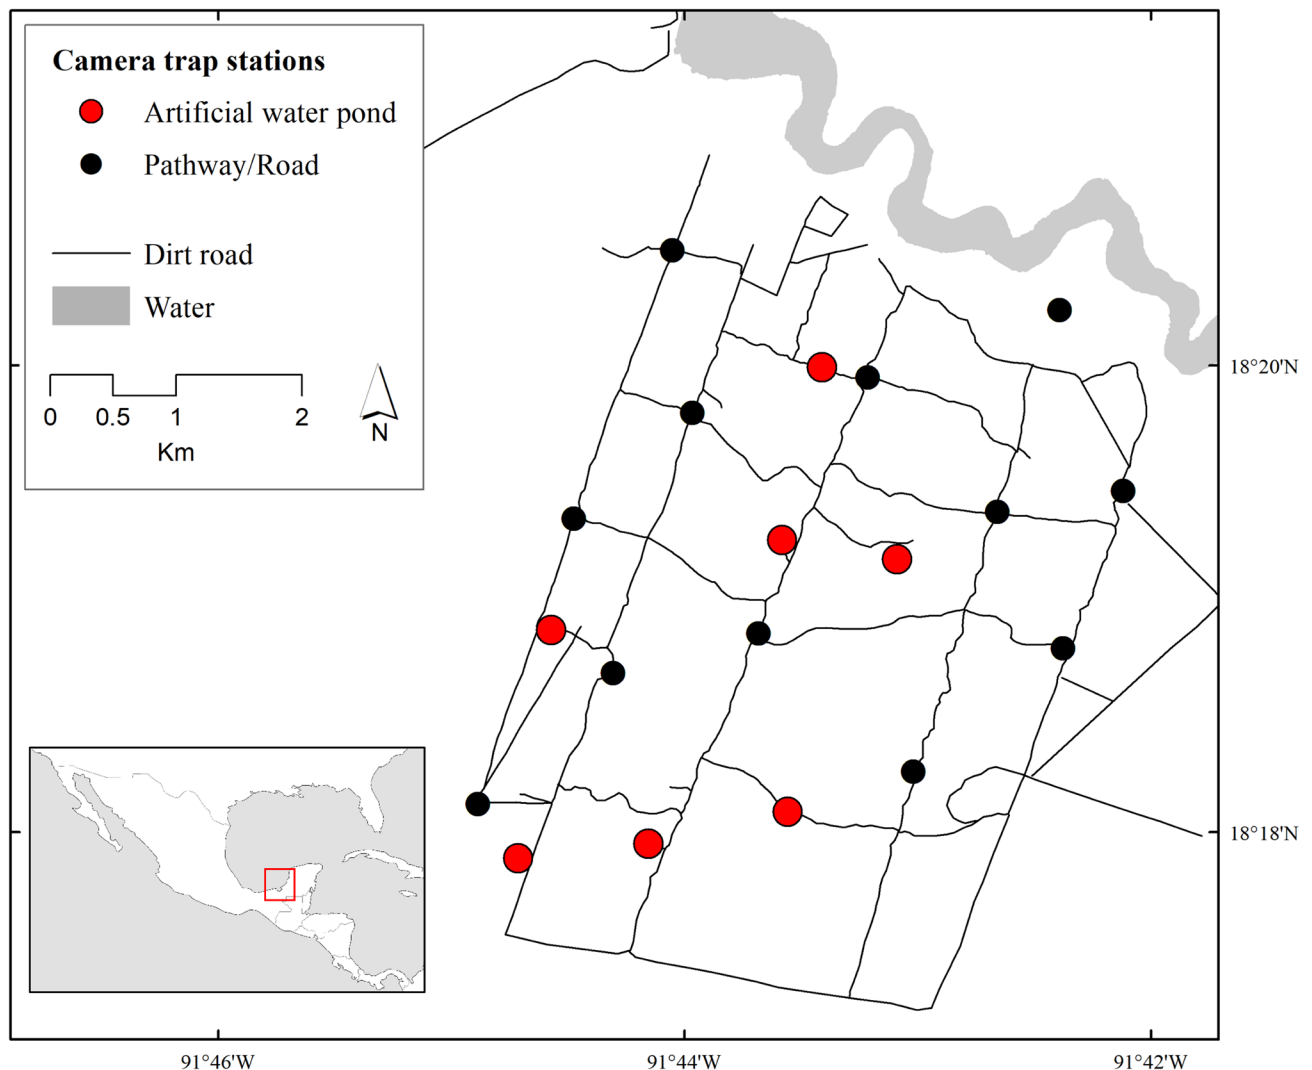 Camera trap stations
Artificial water pond
Pathway/Road
Dirt road
Water
0 0.5 1 2
Km
N
18°20'N
18°18'N
91°46'W 91°44'W 91°42'W